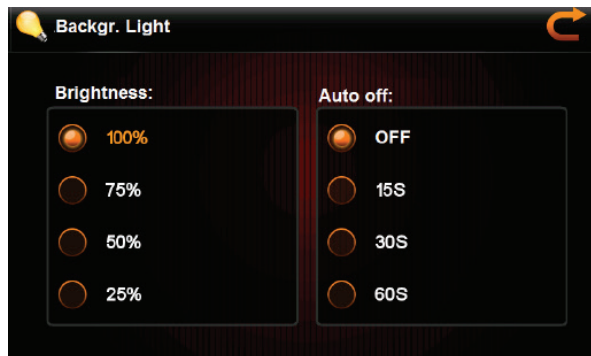 Backgr. Light
Brightness:
100%
75%
50%
25%
Auto off:
OFF
15S
30S
60S